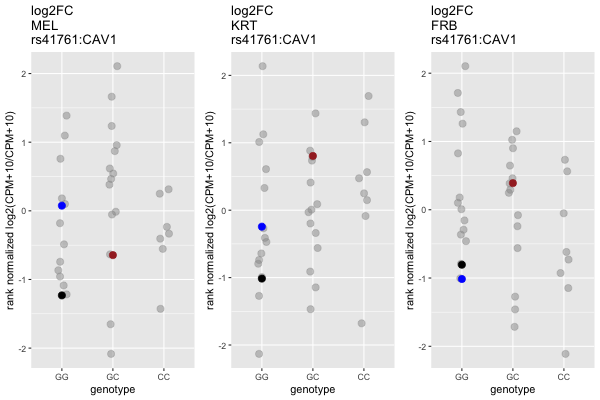 log2FC
MEL
rs41761:CAV1
rank normalized log2(CPM+10/CPM+10)
2
1
0
-1
-2
GG
GC
CC
genotype
log2FC
KRT
rs41761:CAV1
rank normalized log2(CPM+10/CPM+10)
2
1
0
-1
-2
GG
GC
CC
genotype
log2FC
FRB
rs41761:CAV1
rank normalized log2(CPM+10/CPM+10)
2
1
0
-1
-2
GG
GC
CC
genotype